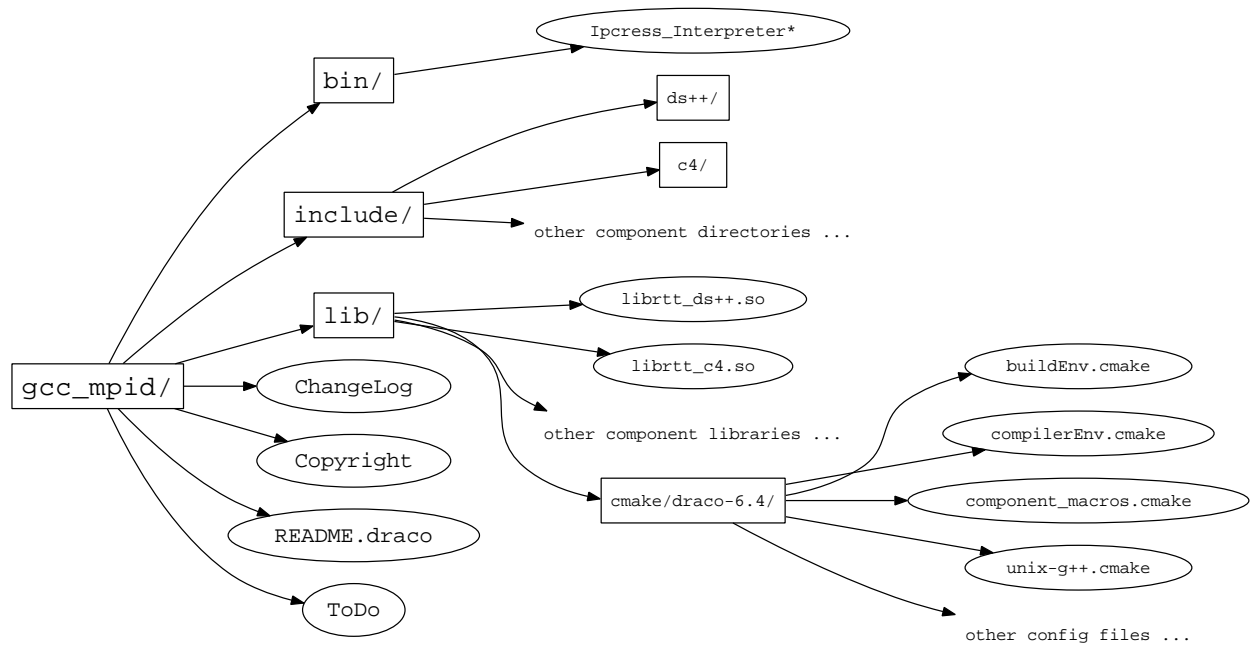 Ipcress_Interpreter*
bin/
ds++/
c4/
include/
other component directories ...
librtt_ds++.so
lib/
librtt_c4.so
buildEnv.cmake
gcc_mpid/
ChangeLog
other component libraries ...
compilerEnv.cmake
Copyright
cmake/draco-6.4/
component_macros.cmake
README.draco
unix-g++.cmake
ToDo
other config files ...